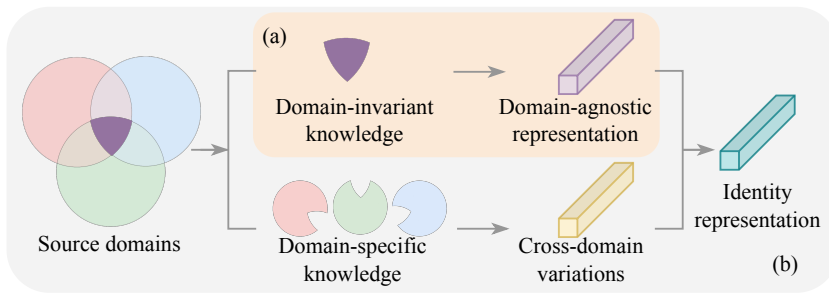 (a)
Domain-invariant
knowledge
Domain-agnostic
representation
Source domains
Domain-specific
knowledge
Cross-domain
variations
Identity
representation
(b)